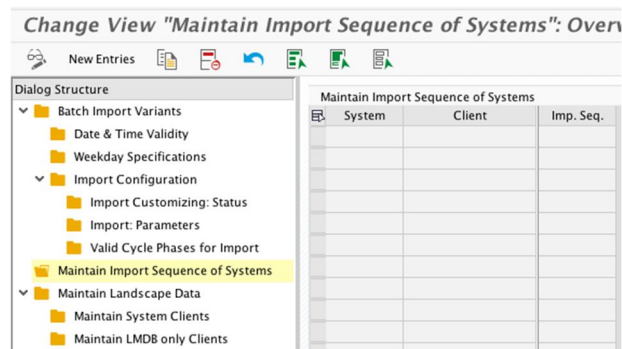 Change View "Maintain Import Sequence of Systems": Over
New Entries
Dialog Structure
Batch Import Variants
Date & Time Validity
Weekday Specifications
Import Configuration
Import Customizing: Status
Import: Parameters
Valid Cycle Phases for Import
Maintain Import Sequence of Systems
Maintain Landscape Data
Maintain System Clients
Maintain LMDB only Clients
Maintain Import Sequence of Systems
System Client Imp. Seq.